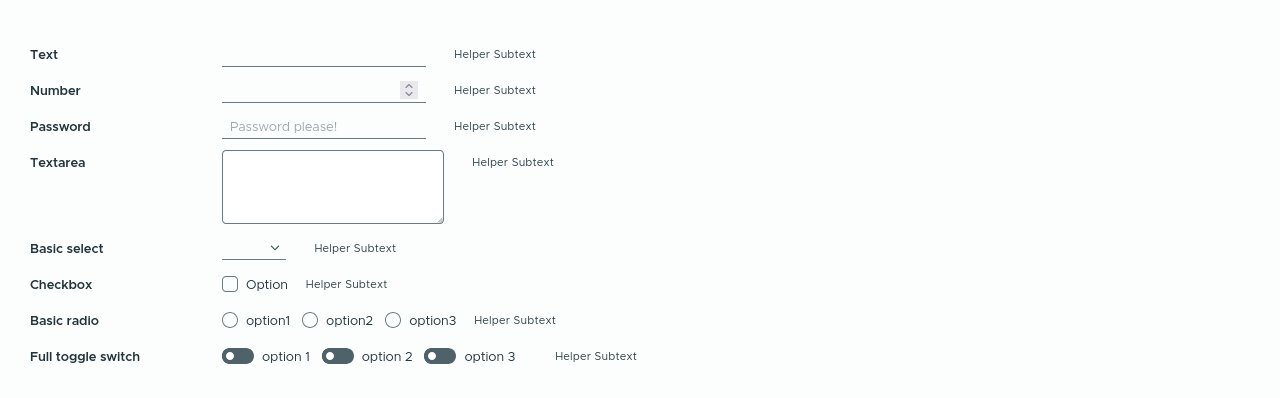 Text Helper Subtext
Number Helper Subtext
Password Password please! Helper Subtext
Textarea Helper Subtext
Basic select Helper Subtext
Checkbox Option Helper Subtext
Basic radio option1 option2 option3 Helper Subtext
Full toggle switch option 1 option 2 option 3 Helper Subtext